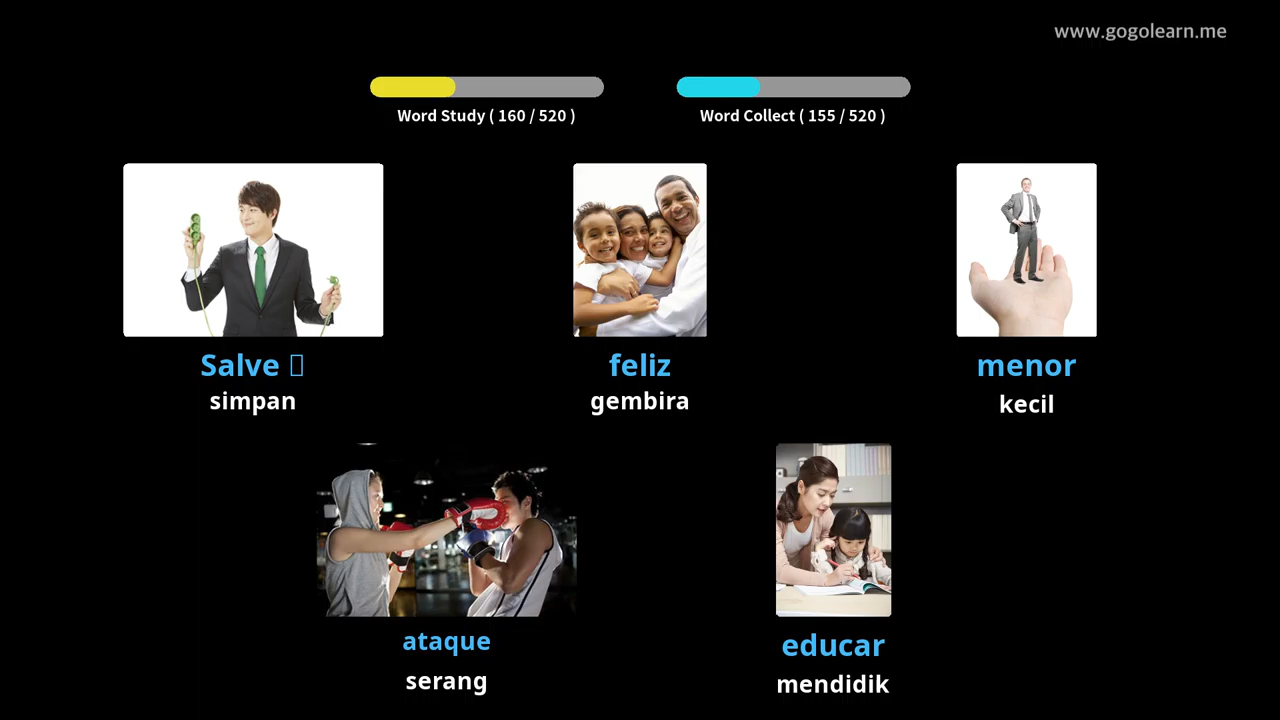 www.gogolearn.me
Word Study ( 160 / 520 )
Word Collect ( 155 / 520 )
Salve
simpan
feliz
gembira
menor
kecil
ataque
serang
educar
mendidik